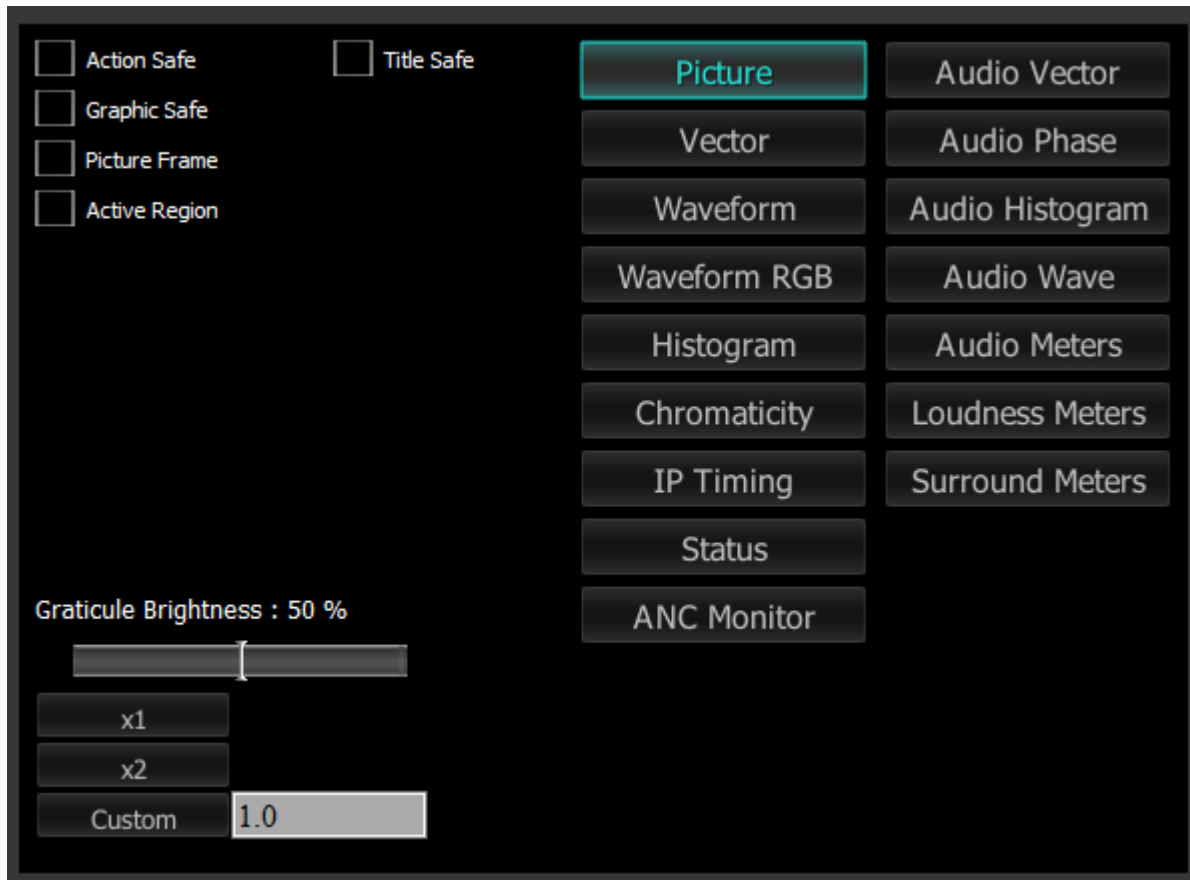 Action Safe
Title Safe
Graphic Safe
Picture Frame
Active Region
Graticule Brightness : 50 %
x1
x2
Custom
1.0
Picture
Vector
Waveform
Waveform RGB
Histogram
Chromaticity
IP Timing
Status
ANC Monitor
Audio Vector
Audio Phase
Audio Histogram
Audio Wave
Audio Meters
Loudness Meters
Surround Meters